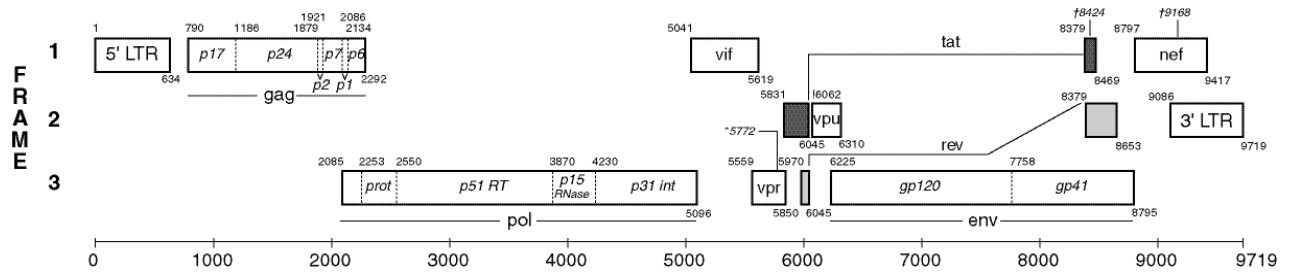 FRAME
1
2
3
1
5' LTR
634
790
1186
1921
1879
2086
2134
p17
p24
p7
p6
p2
p1
2292
gag
5041
vif
5619
tat
†8424
8379
8469
8797
†9168
nef
9417
5831
6045
!6062
vpu
6310
8379
8653
rev
9086
3' LTR
9719
*5772
2085
2253
2550
3870
4230
prot
p51 RT
p15
RNase
p31 int
5096
pol
5559
vpr
5850
5970
6045
6225
7758
gp120
gp41
8795
env
0
1000
2000
3000
4000
5000
6000
7000
8000
9000
9719